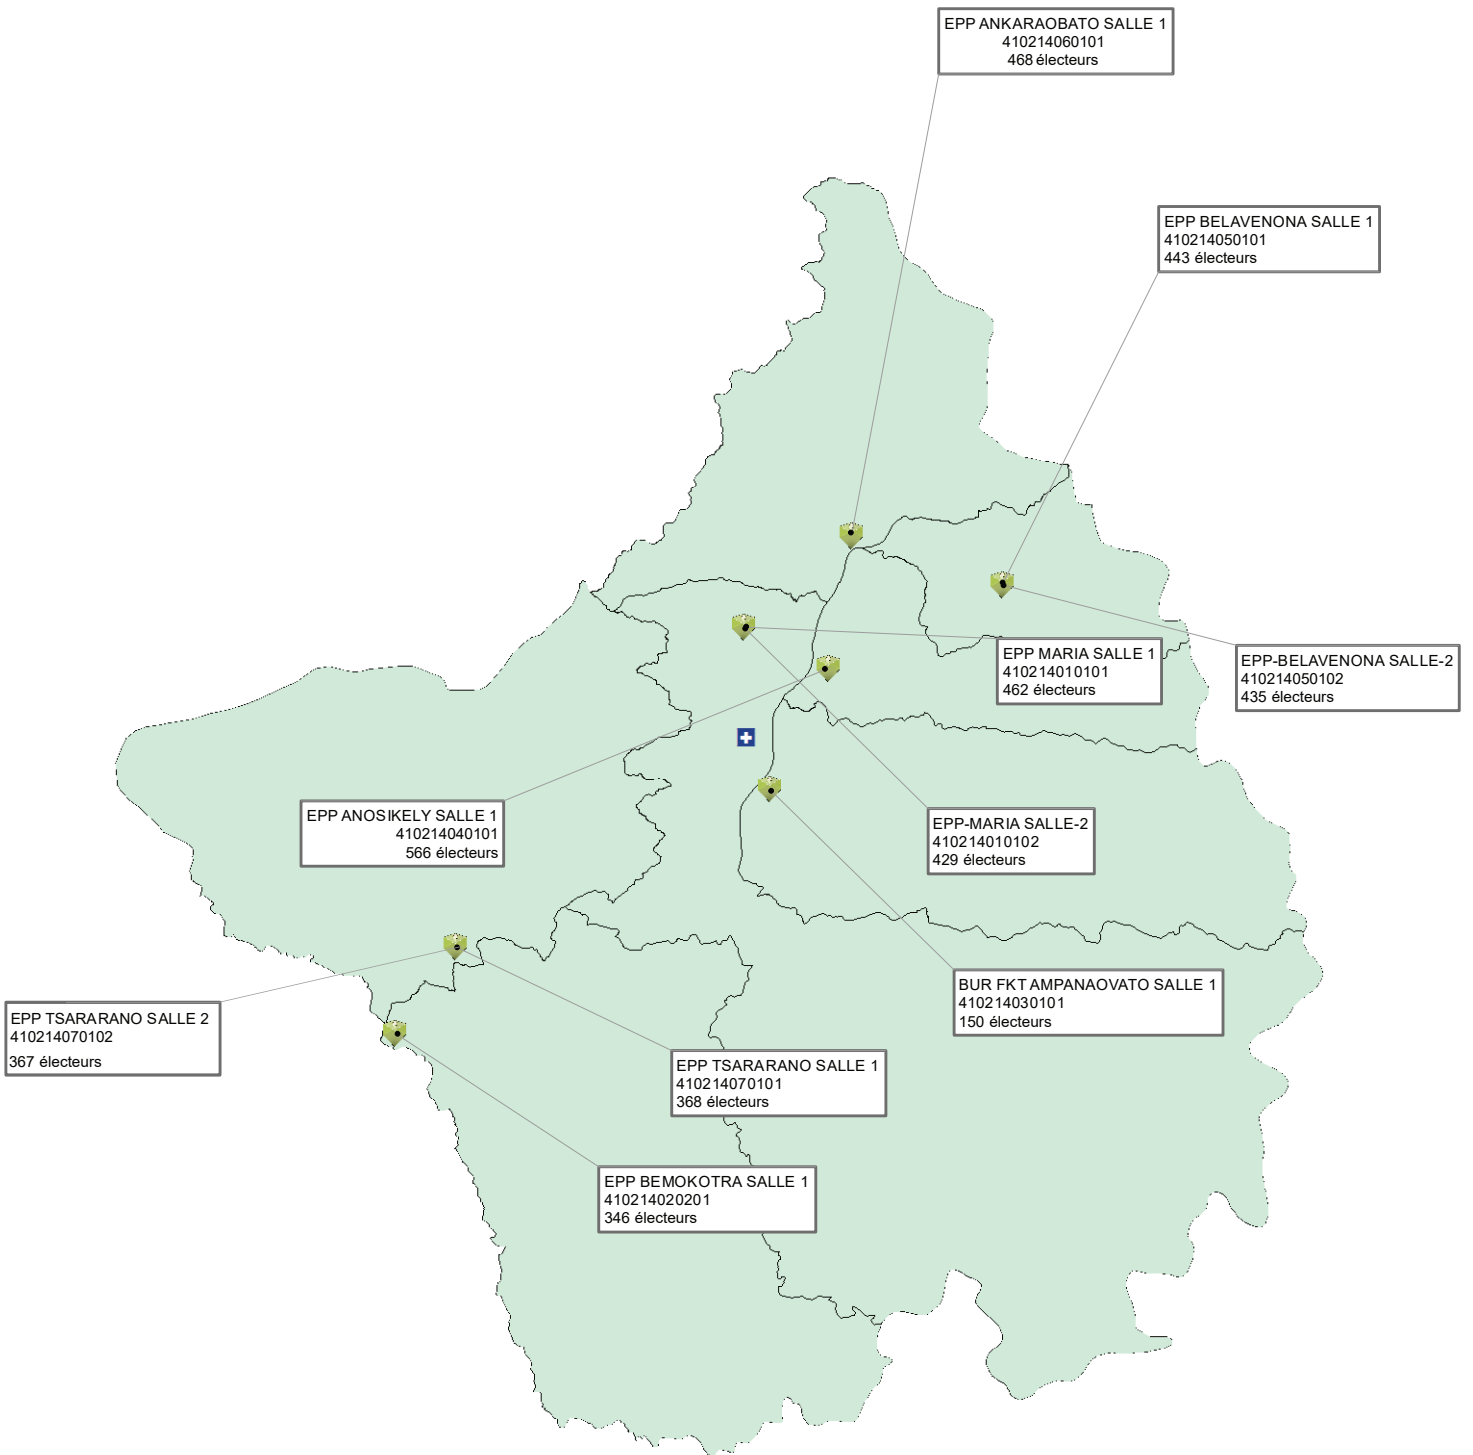 EPP ANKARAOBATO SALLE 1
410214060101
468 électeurs
EPP BELAVENONA SALLE 1
410214050101
443 électeurs
EPP MARIA SALLE 1
410214010101
462 électeurs
EPP-BELAVENONA SALLE-2
410214050102
435 électeurs
EPP ANOSIKELY SALLE 1
410214040101
566 électeurs
EPP-MARIA SALLE-2
410214010102
429 électeurs
BUR FKT AMPANAOVATO SALLE 1
410214030101
150 électeurs
EPP TSARARANO SALLE 2
410214070102
367 électeurs
EPP TSARARANO SALLE 1
410214070101
368 électeurs
EPP BEMOKOTRA SALLE 1
410214020201
346 électeurs